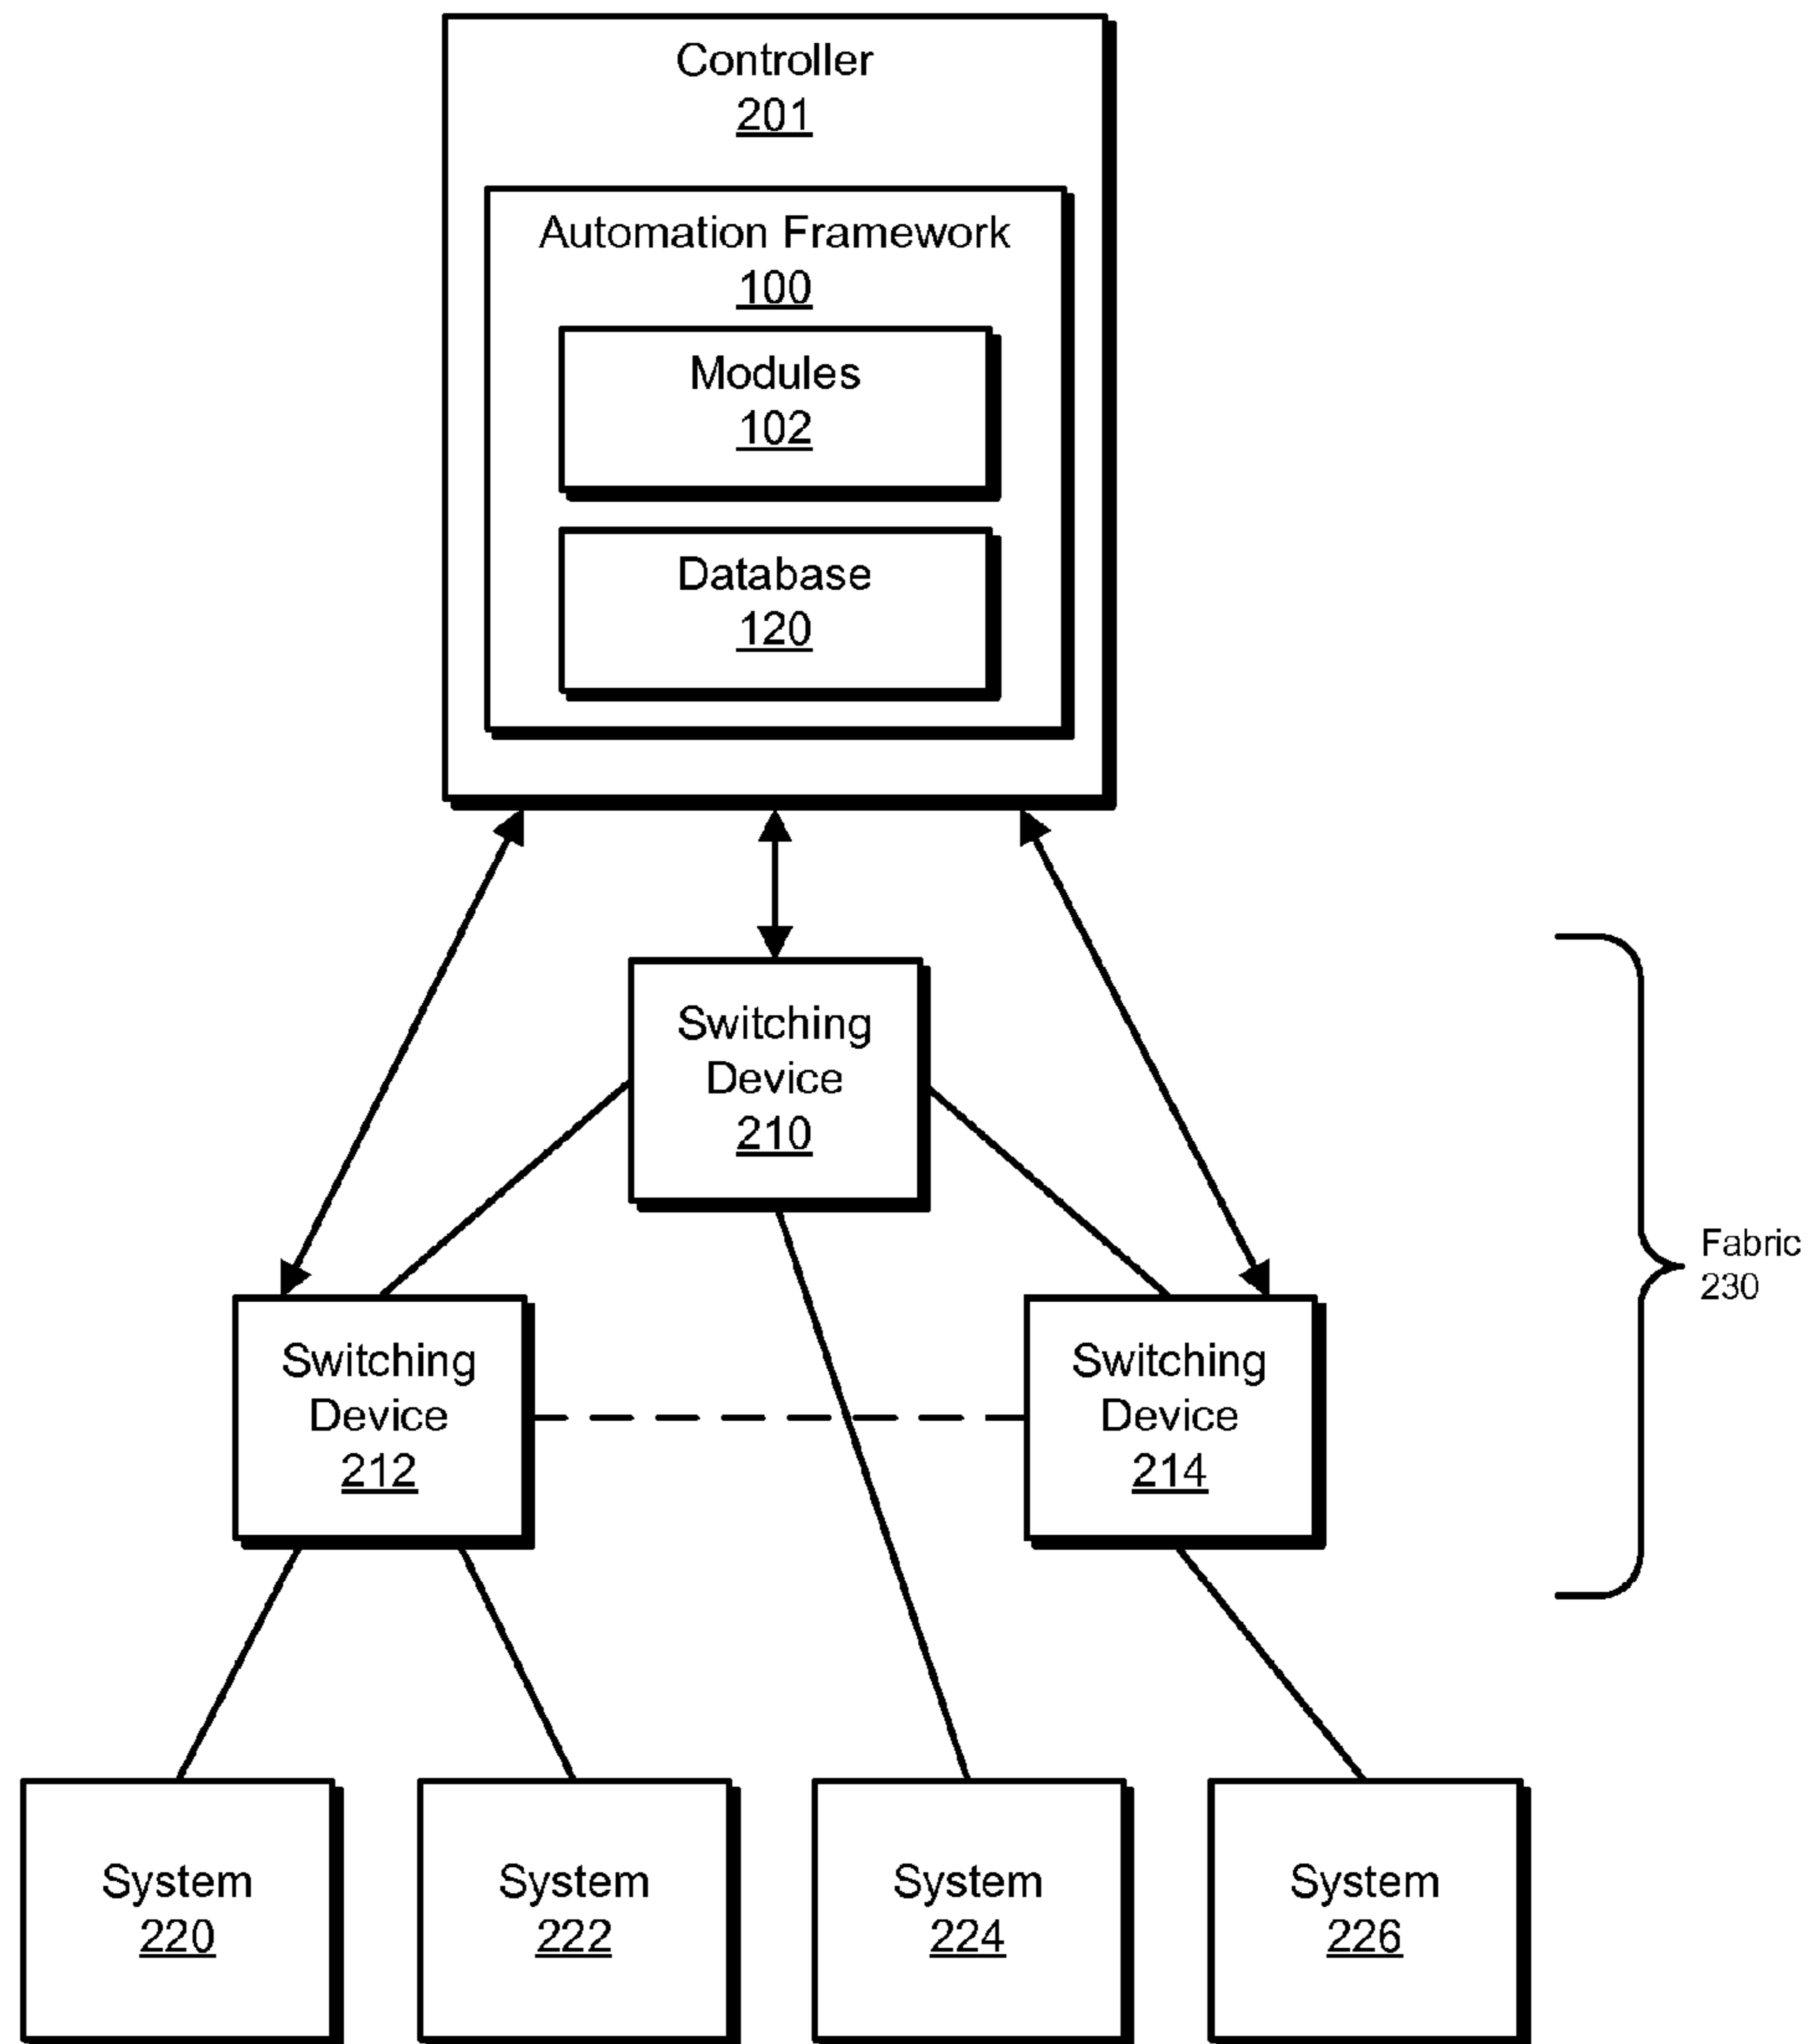 Controller
201
Automation Framework
100
Modules
102
Database
120
Switching
Device
210
Fabric
230
Switching
Device
212
Switching
Device
214
System
220
System
222
System
224
System
226